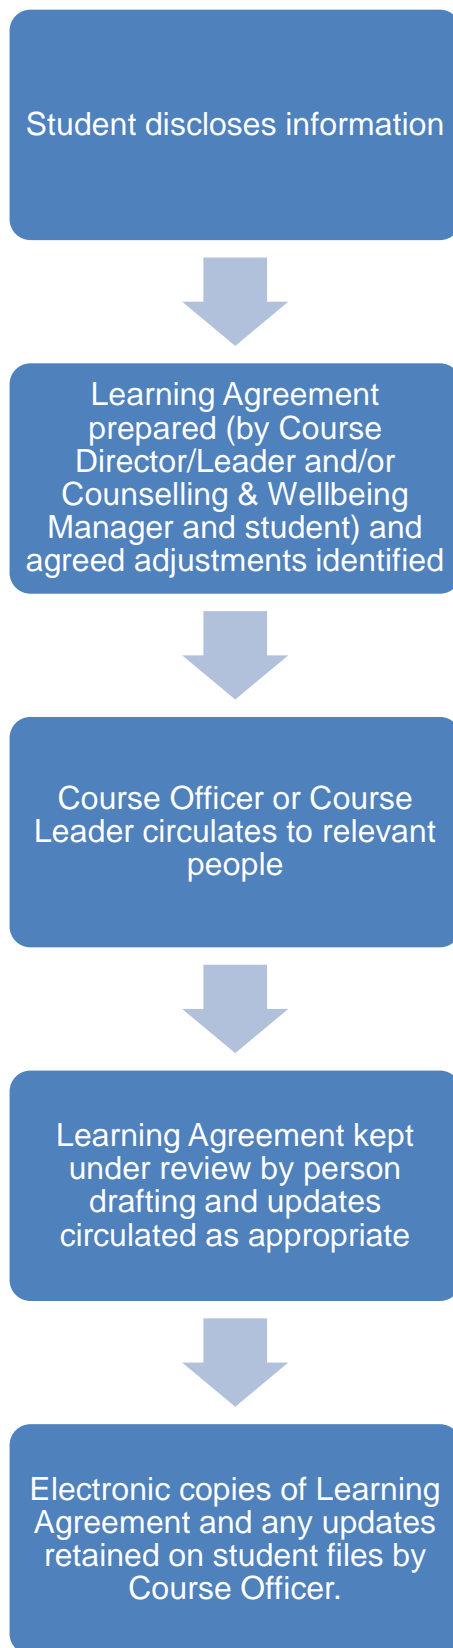 Student discloses information
Learning Agreement
prepared (by Course
Director/Leader and/or
Counselling & Wellbeing
Manager and student) and
agreed adjustments identified
Course Officer or Course
Leader circulates to relevant
people
Learning Agreement kept
under review by person
drafting and updates
circulated as appropriate
Electronic copies of Learning
Agreement and any updates
retained on student files by
Course Officer.